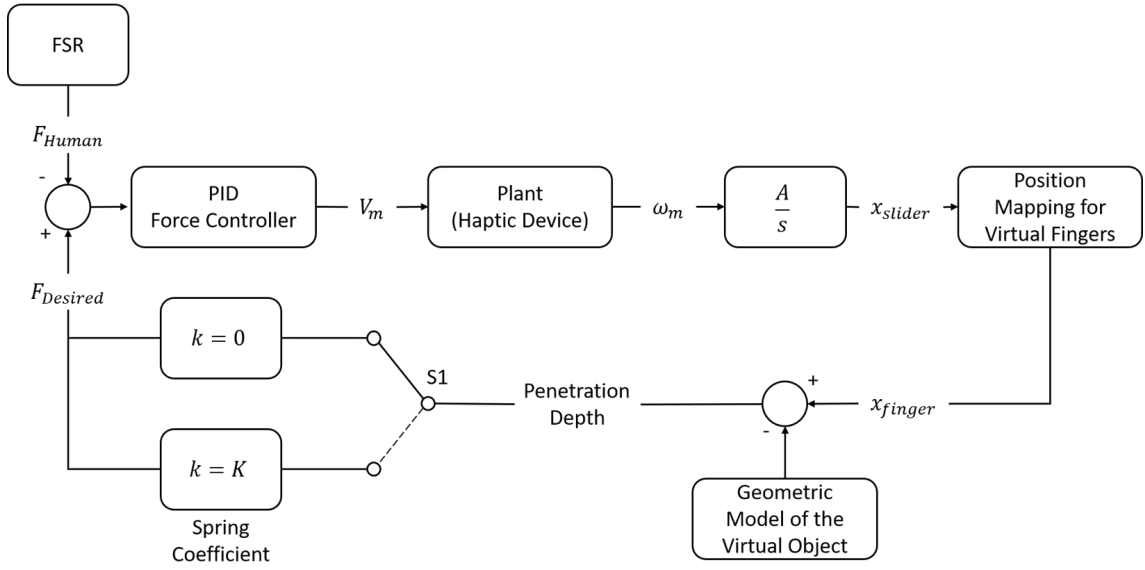 FSR
F_Human
-
+
PID
Force Controller
V_m
Plant
(Haptic Device)
ω_m
A
s
x_slider
Position
Mapping for
Virtual Fingers
F_Desired
k = 0
S1
Penetration
Depth
+
-
x_finger
k = K
Spring
Coefficient
Geometric
Model of the
Virtual Object